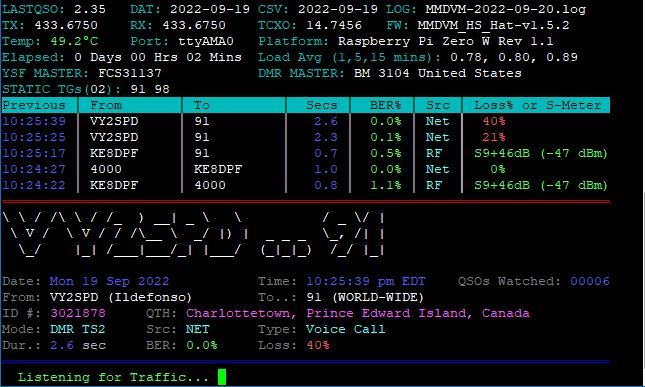 LASTQSO: 2.35 DAT: 2022-09-19 CSV: 2022-09-19 LOG: MMDVM-2022-09-20.log
TX: 433.6750 RX: 433.6750 TCXO: 14.7456 FW: MMDVM_HS_Hat-v1.5.2
Temp: 49.2°C Port: ttyAMA0 Platform: Raspberry Pi Zero W Rev 1.1
Elapsed: 0 Days 00 Hrs 02 Mins Load Avg (1,5,15 mins): 0.78, 0.80, 0.89
YSF MASTER: FCS31137 DMR MASTER: BM 3104 United States
STATIC TGs(02): 91 98
Previous | From | To | Secs | BER% | Src | Loss% or S-Meter
10:25:39 | VY2SPD | 91 | 2.6 | 0.0% | Net | 40%
10:25:25 | VY2SPD | 91 | 2.3 | 0.1% | Net | 21%
10:25:17 | KE8DPF | 91 | 0.7 | 0.5% | RF | S9+46dB (-47 dBm)
10:24:27 | 4000 | KE8DPF | 1.0 | 0.0% | Net | 0%
10:24:22 | KE8DPF | 4000 | 0.8 | 1.1% | RF | S9+46dB (-47 dBm)
VY2SPD ... 91
Date: Mon 19 Sep 2022 Time: 10:25:39 pm EDT QSOs Watched: 00006
From: VY2SPD (Ildefonso) To..: 91 (WORLD-WIDE)
ID #: 3021878 QTH: Charlottetown, Prince Edward Island, Canada
Mode: DMR TS2 Src: NET Type: Voice Call
Dur.: 2.6 sec BER: 0.0% Loss: 40%
Listening for Traffic...